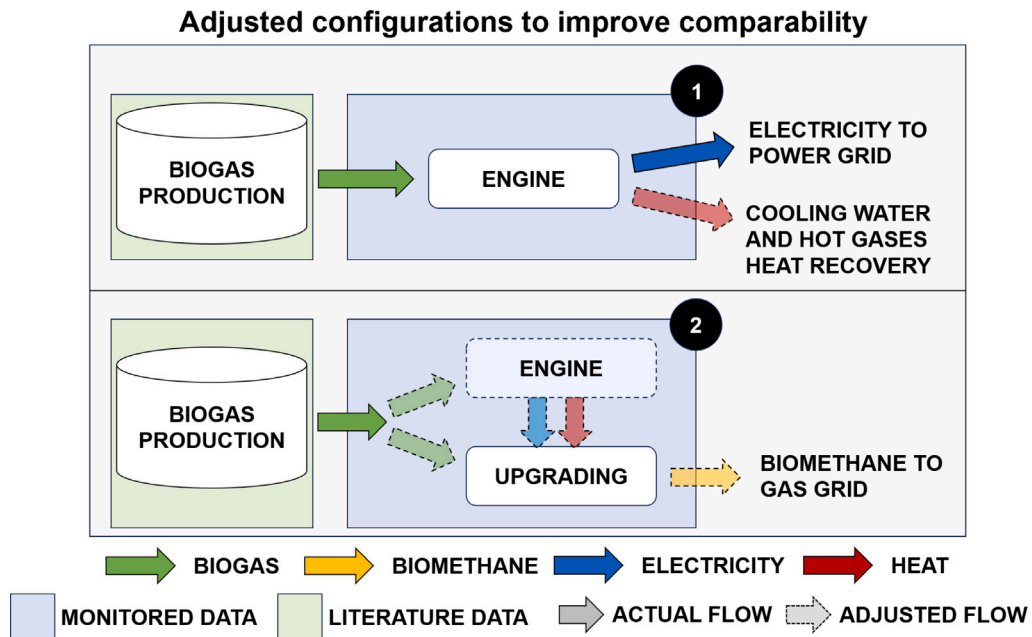 Adjusted configurations to improve comparability
1
BIOGAS
PRODUCTION
ENGINE
ELECTRICITY TO
POWER GRID
COOLING WATER
AND HOT GASES
HEAT RECOVERY
2
BIOGAS
PRODUCTION
ENGINE
UPGRADING
BIOMETHANE TO
GAS GRID
BIOGAS
BIOMETHANE
ELECTRICITY
HEAT
MONITORED DATA
LITERATURE DATA
ACTUAL FLOW
ADJUSTED FLOW